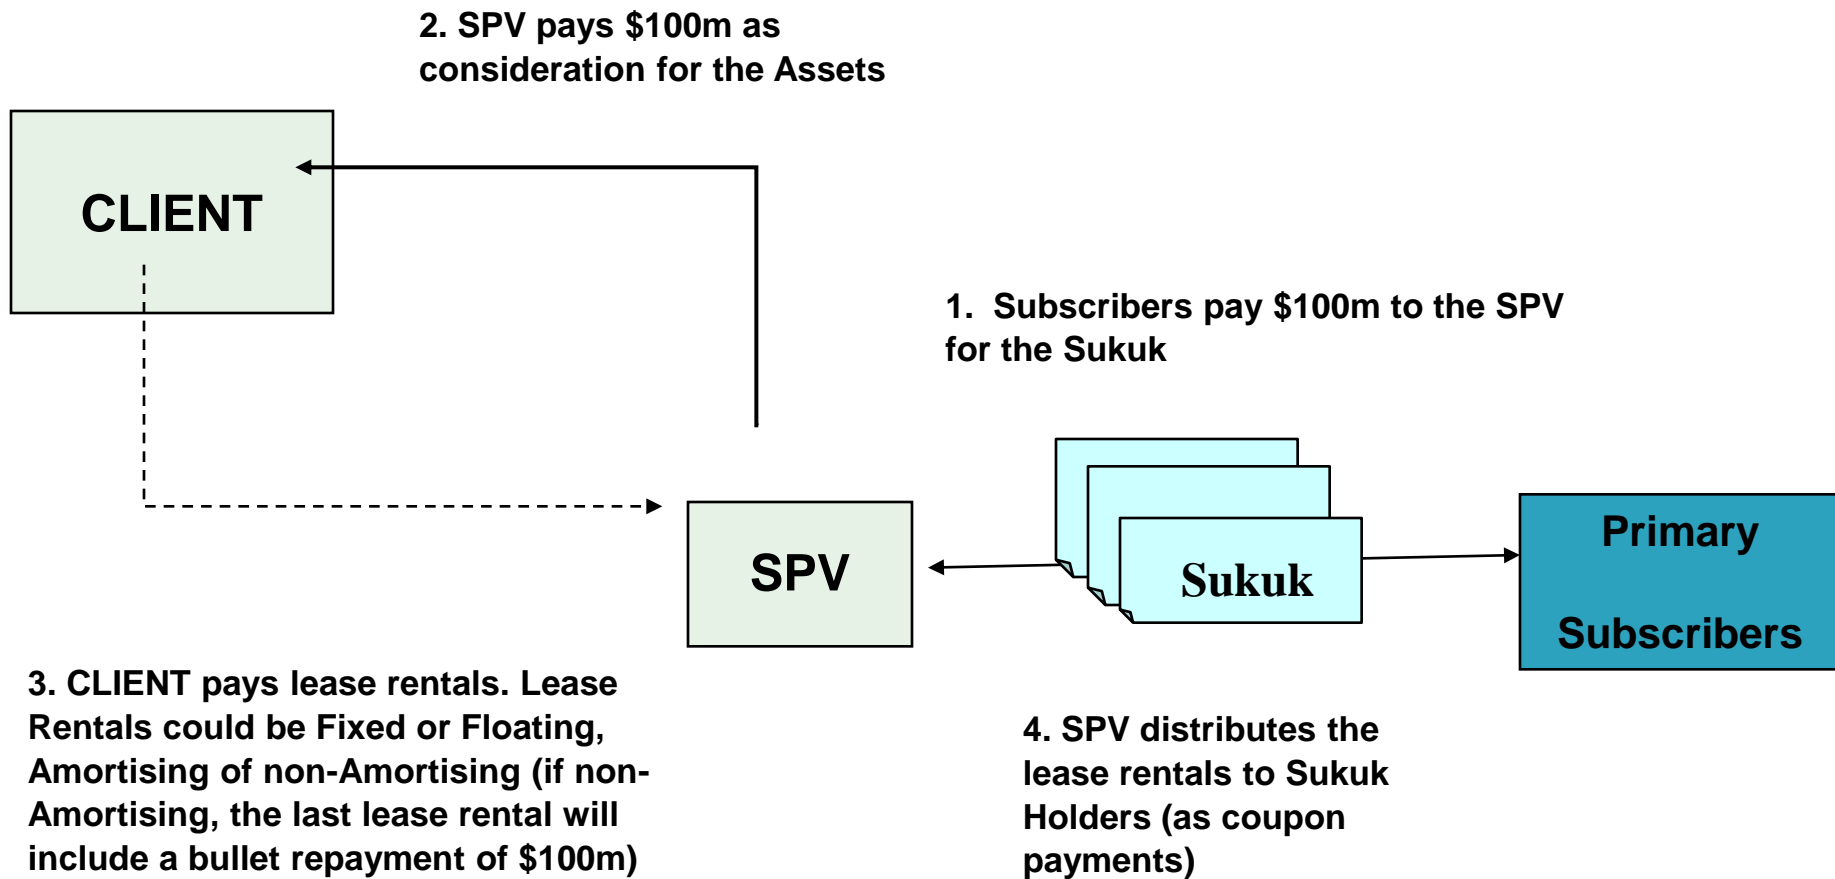 2. SPV pays $100m as
consideration for the Assets
CLIENT
1. Subscribers pay $100m to the SPV
for the Sukuk
SPV
Sukuk
Primary
Subscribers
3. CLIENT pays lease rentals. Lease
Rentals could be Fixed or Floating,
Amortising of non-Amortising (if non-
Amortising, the last lease rental will
include a bullet repayment of $100m)
4. SPV distributes the
lease rentals to Sukuk
Holders (as coupon
payments)